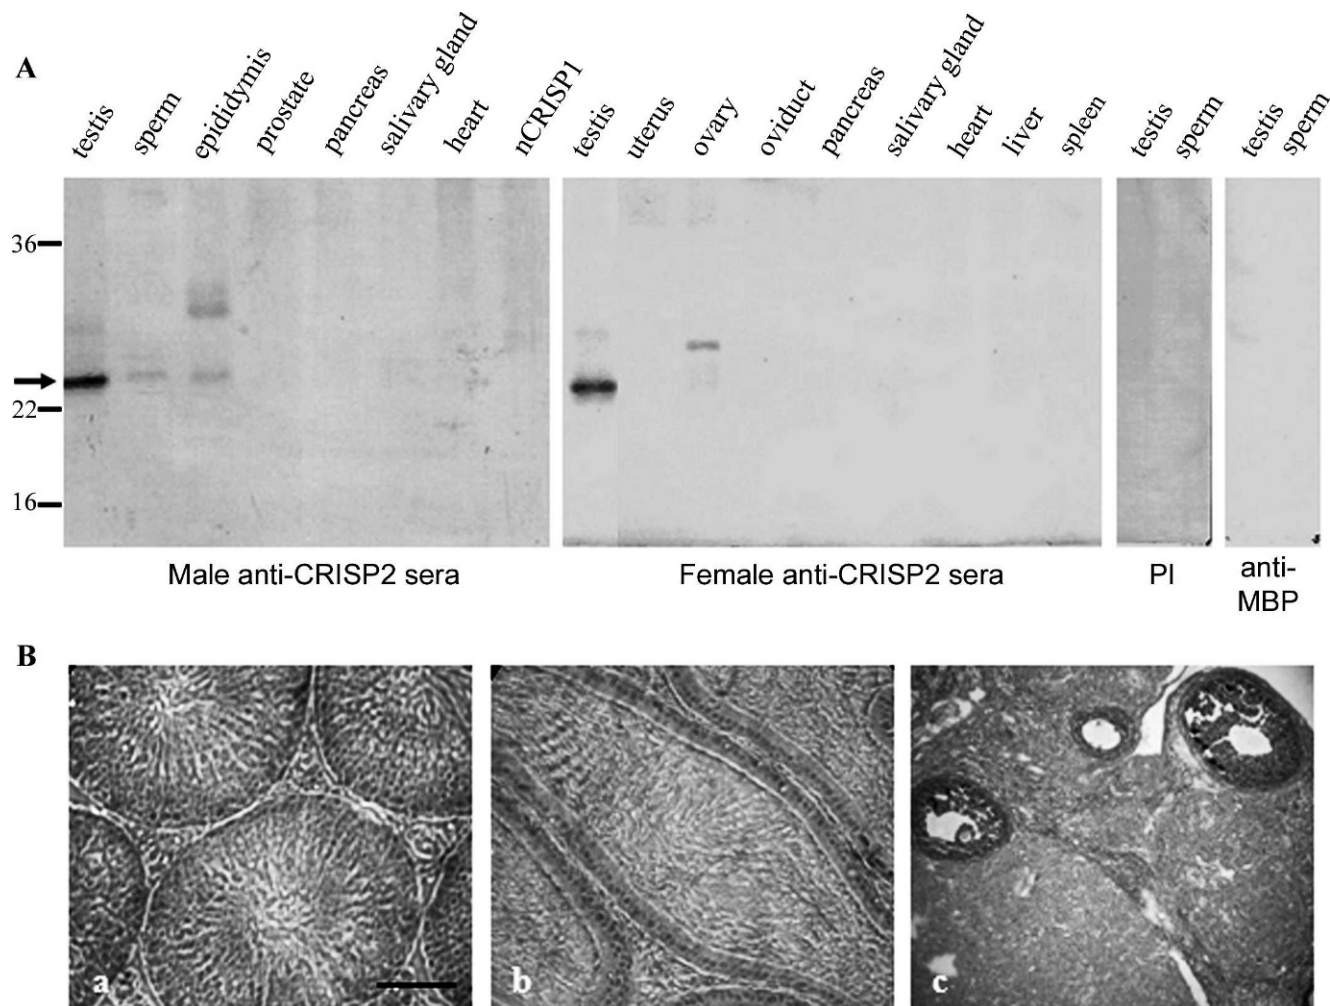 A
testis
sperm
epididymis
prostate
pancreas
salivary gland
heart
nCRISP1
testis
uterus
ovary
oviduct
pancreas
salivary gland
heart
liver
spleen
testis
sperm
testis
sperm
36
22
16
Male anti-CRISP2 sera
Female anti-CRISP2 sera
PI
anti-
MBP
B
a
b
c